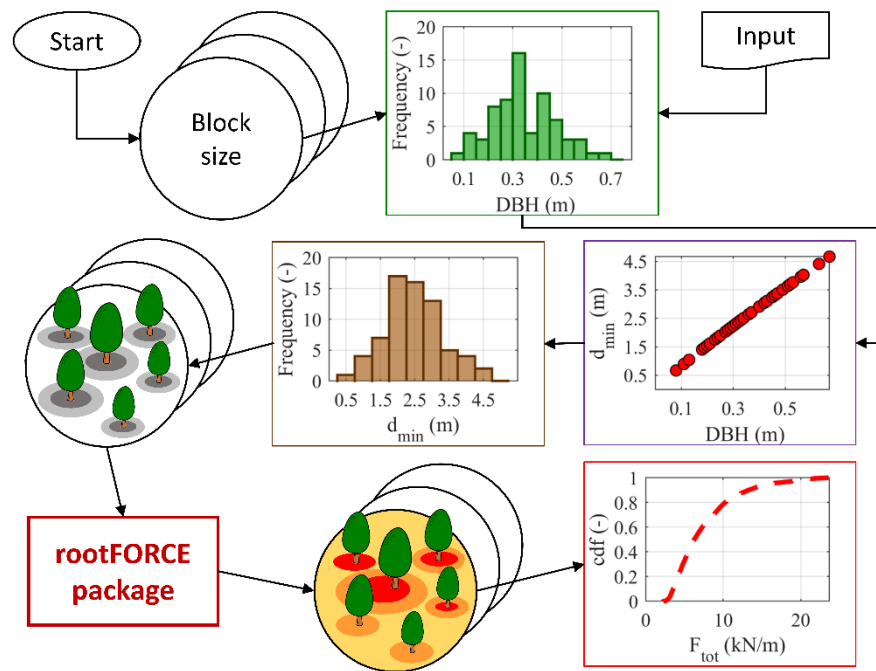 Start
Block
size
Frequency (-)
20
15
10
5
0
0.1 0.3 0.5 0.7
DBH (m)
Input
Frequency (-)
20
15
10
5
0
0.5 1.5 2.5 3.5 4.5
d_min (m)
d_min (m)
4.5
3.5
2.5
1.5
0.5
0.1 0.3 0.5
DBH (m)
rootFORCE
package
cdf (-)
1
0.8
0.6
0.4
0.2
0
0 10 20
F_tot (kN/m)